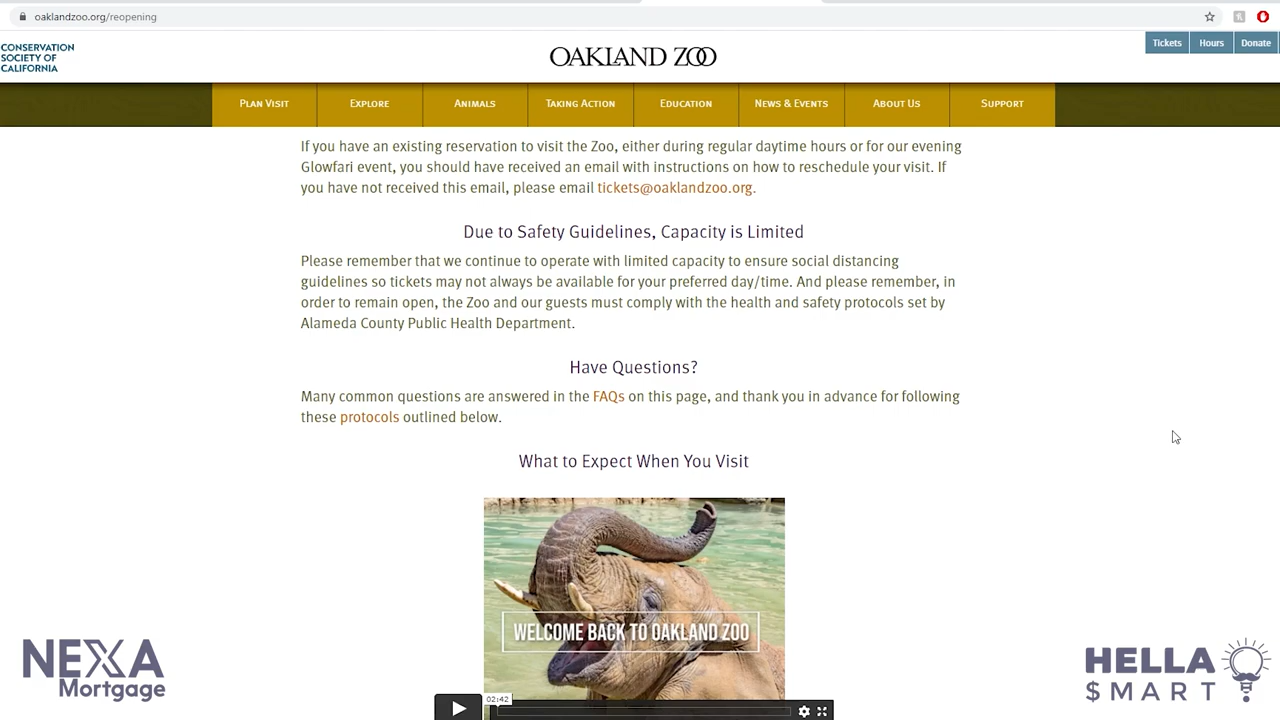 oaklandzoo.org/reopening
CONSERVATION
SOCIETY OF
CALIFORNIA
OAKLAND ZOO
Tickets Hours Donate
PLAN VISIT EXPLORE ANIMALS TAKING ACTION EDUCATION NEWS & EVENTS ABOUT US SUPPORT
If you have an existing reservation to visit the Zoo, either during regular daytime hours or for our evening
Glowfari event, you should have received an email with instructions on how to reschedule your visit. If
you have not received this email, please email tickets@oaklandzoo.org.
Due to Safety Guidelines, Capacity is Limited
Please remember that we continue to operate with limited capacity to ensure social distancing
guidelines so tickets may not always be available for your preferred day/time. And please remember, in
order to remain open, the Zoo and our guests must comply with the health and safety protocols set by
Alameda County Public Health Department.
Have Questions?
Many common questions are answered in the FAQs on this page, and thank you in advance for following
these protocols outlined below.
What to Expect When You Visit
WELCOME BACK TO OAKLAND ZOO
02:42
NEXA
Mortgage
HELLA
$MART